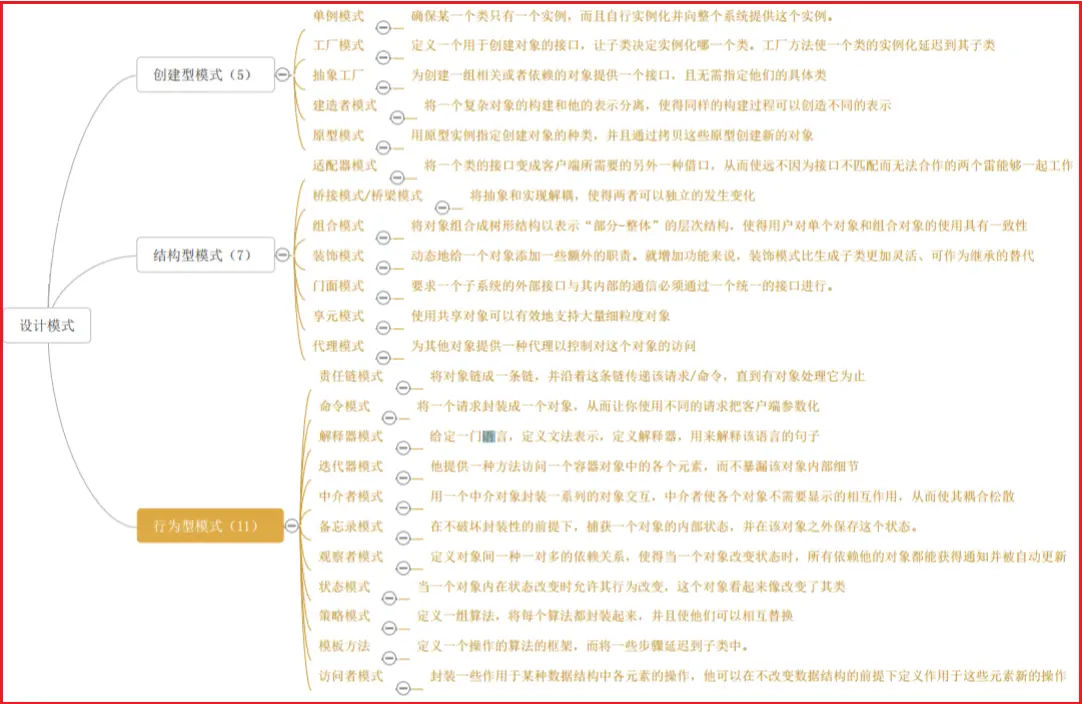 设计模式
创建型模式（5）
单例模式 确保某一个类只有一个实例，而且自行实例化并向整个系统提供这个实例。
工厂模式 定义一个用于创建对象的接口，让子类决定实例化哪一个类。工厂方法使一个类的实例化延迟到其子类
抽象工厂 为创建一组相关或者依赖的对象提供一个接口，且无需指定他们的具体类
建造者模式 将一个复杂对象的构建和他的表示分离，使得同样的构建过程可以创造不同的表示
原型模式 用原型实例指定创建对象的种类，并且通过拷贝这些原型创建新的对象
结构型模式（7）
适配器模式 将一个类的接口变成客户端所需要的另外一种借口，从而使远不因为接口不匹配而无法合作的两个雷能够一起工作
桥接模式/桥梁模式 将抽象和实现解耦，使得两者可以独立的发生变化
组合模式 将对象组合成树形结构以表示“部分-整体”的层次结构，使得用户对单个对象和组合对象的使用具有一致性
装饰模式 动态地给一个对象添加一些额外的职责。就增加功能来说，装饰模式比生成子类更加灵活、可作为继承的替代
门面模式 要求一个子系统的外部接口与其内部的通信必须通过一个统一的接口进行。
享元模式 使用共享对象可以有效地支持大量细粒度对象
代理模式 为其他对象提供一种代理以控制对这个对象的访问
行为型模式（11）
责任链模式 将对象链成一条链，并沿着这条链传递该请求/命令，直到有对象处理它为止
命令模式 将一个请求封装成一个对象，从而让你使用不同的请求把客户端参数化
解释器模式 给定一门语言，定义文法表示，定义解释器，用来解释该语言的句子
迭代器模式 他提供一种方法访问一个容器对象中的各个元素，而不暴漏该对象内部细节
中介者模式 用一个中介对象封装一系列的对象交互，中介者使各个对象不需要显示的相互作用，从而使其耦合松散
备忘录模式 在不破坏封装性的前提下，捕获一个对象的内部状态，并在该对象之外保存这个状态。
观察者模式 定义对象间一种一对多的依赖关系，使得当一个对象改变状态时，所有依赖他的对象都能获得通知并被自动更新
状态模式 当一个对象内在状态改变时允许其行为改变，这个对象看起来像改变了其类
策略模式 定义一组算法，将每个算法都封装起来，并且使他们可以相互替换
模板方法 定义一个操作的算法的框架，而将一些步骤延迟到子类中。
访问者模式 封装一些作用于某种数据结构中各元素的操作，他可以在不改变数据结构的前提下定义作用于这些元素新的操作